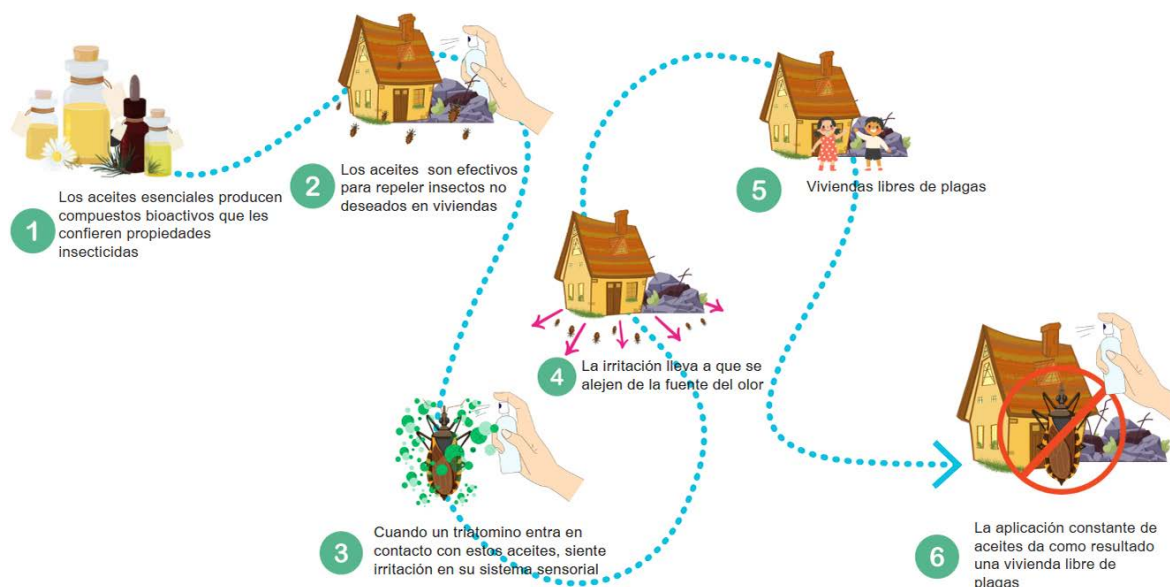 1
Los aceites esenciales producen
compuestos bioactivos que les
confieren propiedades
insecticidas
2
Los aceites son efectivos
para repeler insectos no
deseados en viviendas
3
Cuando un triatomino entra en
contacto con estos aceites, siente
irritación en su sistema sensorial
4
La irritación lleva a que se
alejen de la fuente del olor
5
Viviendas libres de plagas
6
La aplicación constante de
aceites da como resultado
una vivienda libre de
plagas